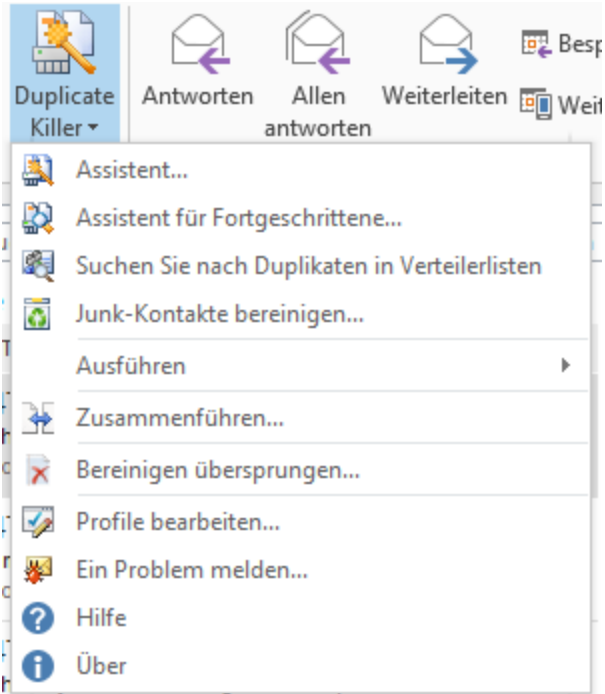 Duplicate Killer
Antworten
Allen antworten
Weiterleiten
Assistent...
Assistent für Fortgeschrittene...
Suchen Sie nach Duplikaten in Verteilerlisten
Junk-Kontakte bereinigen...
Ausführen
Zusammenführen...
Bereinigen übersprungen...
Profile bearbeiten...
Ein Problem melden...
Hilfe
Über